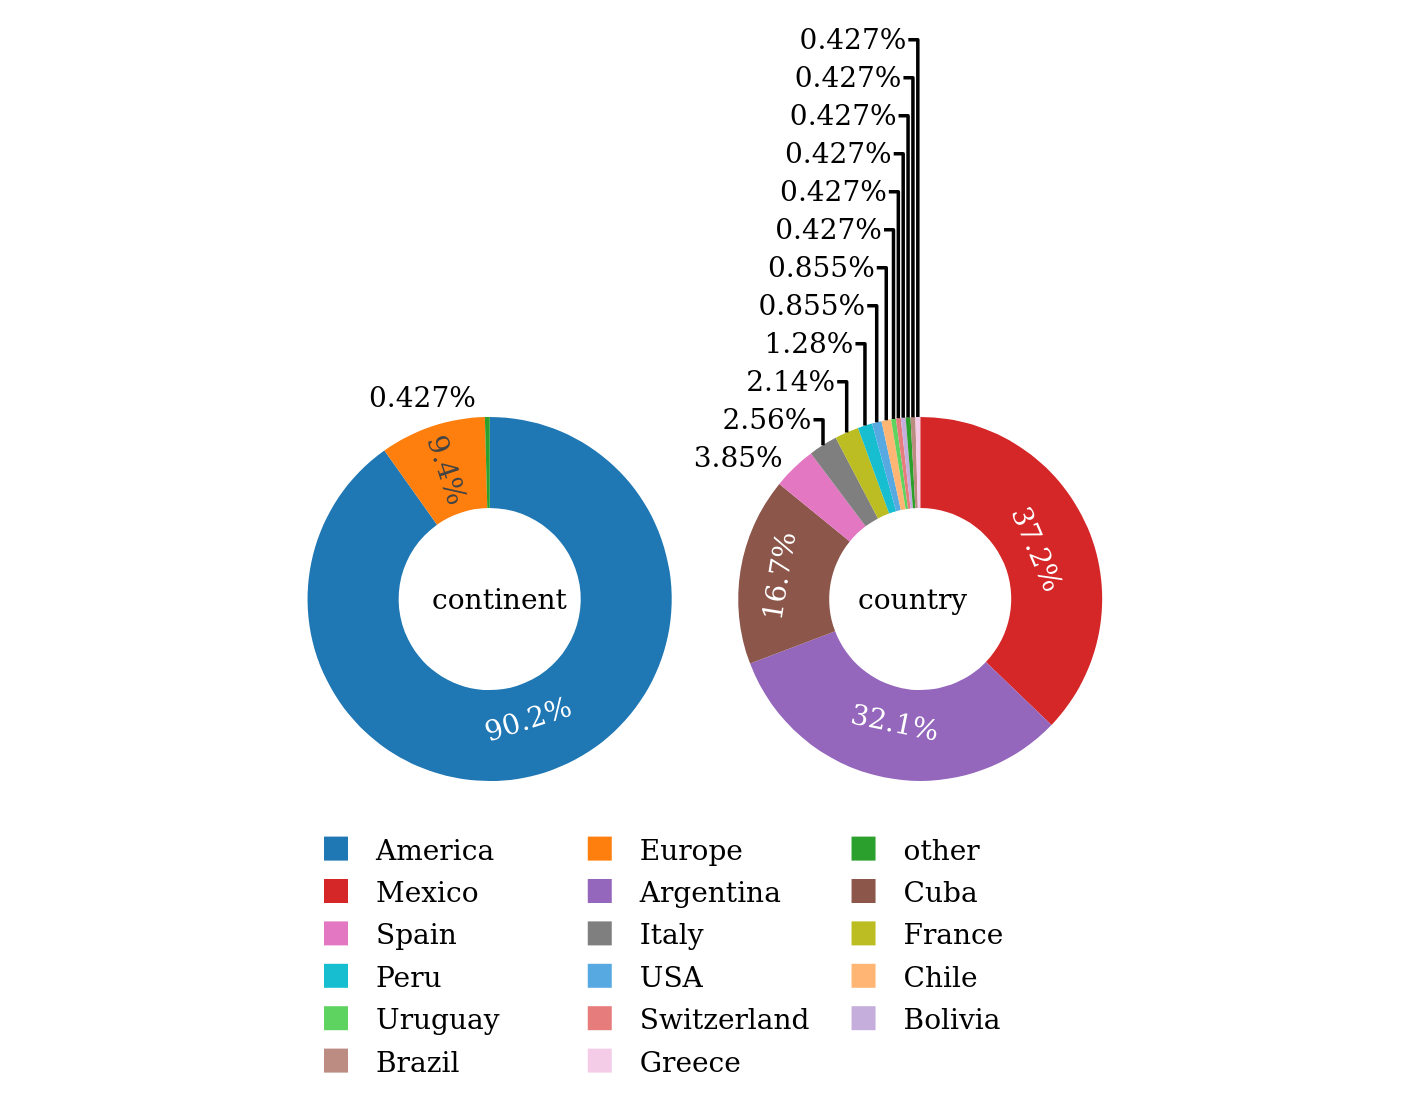 0.427%
0.427%
0.427%
0.427%
0.427%
0.427%
0.855%
0.855%
1.28%
2.14%
0.427%
2.56%
3.85%
9.4%
37.2%
16.7%
continent
country
90.2%
32.1%
America Europe other
Mexico Argentina Cuba
Spain Italy France
Peru USA Chile
Uruguay Switzerland Bolivia
Brazil Greece